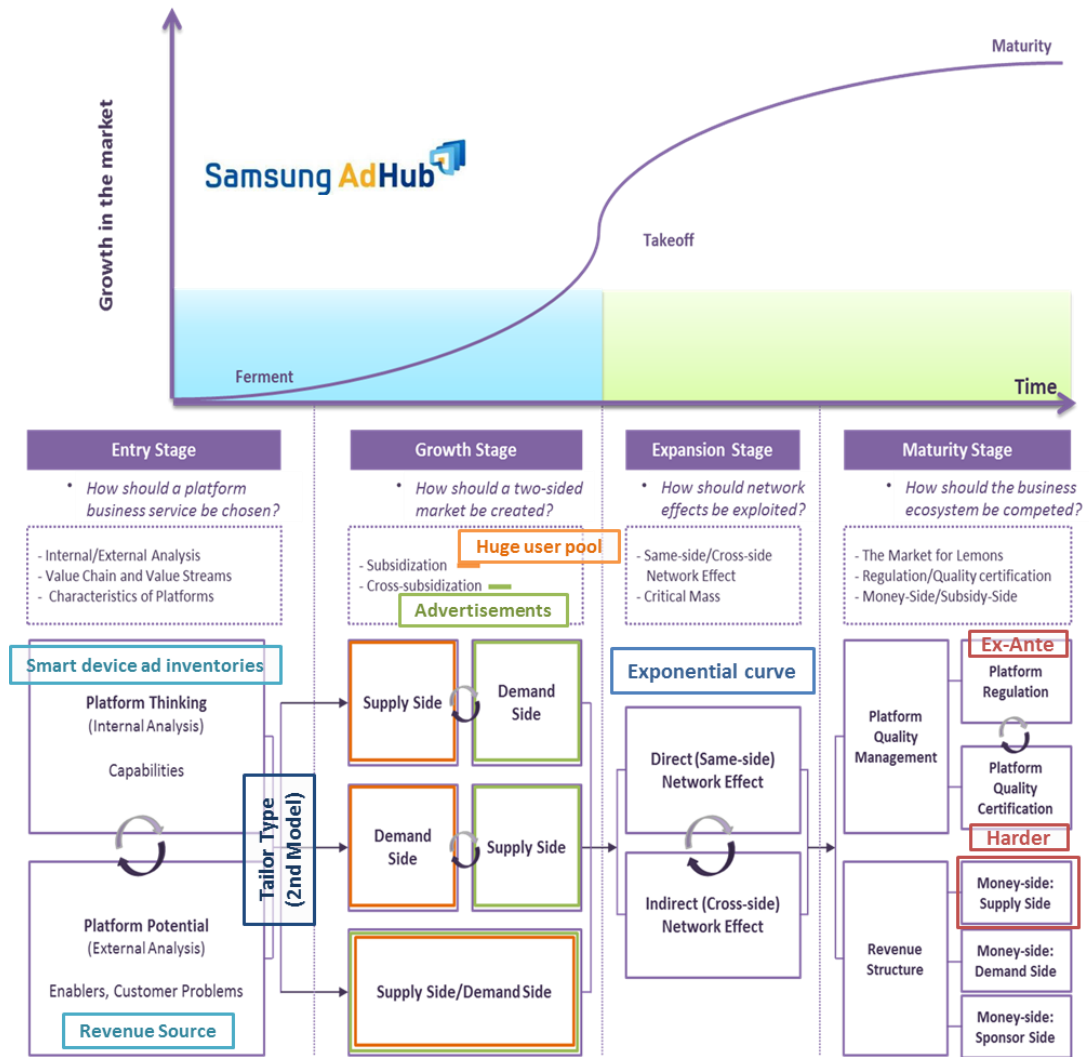 Growth in the market
Maturity
Samsung AdHub
Takeoff
Ferment
Time
Entry Stage
• How should a platform
business service be chosen?
- Internal/External Analysis
- Value Chain and Value Streams
- Characteristics of Platforms
Smart device ad inventories
Platform Thinking
(Internal Analysis)
Capabilities
Platform Potential
(External Analysis)
Enablers, Customer Problems
Revenue Source
Tailor Type
(2nd Model)
Growth Stage
• How should a two-sided
market be created?
Huge user pool
- Subsidization
- Cross-subsidization
Advertisements
Supply Side
Demand
Side
Demand
Side
Supply Side
Supply Side/Demand Side
Expansion Stage
• How should network
effects be exploited?
- Same-side/Cross-side
Network Effect
- Critical Mass
Exponential curve
Direct (Same-side)
Network Effect
Indirect (Cross-side)
Network Effect
Maturity Stage
• How should the business
ecosystem be competed?
- The Market for Lemons
- Regulation/Quality certification
- Money-Side/Subsidy-Side
Ex-Ante
Platform
Regulation
Platform
Quality
Management
Platform
Quality
Certification
Harder
Money-side:
Supply Side
Revenue
Structure
Money-side:
Demand Side
Money-side:
Sponsor Side